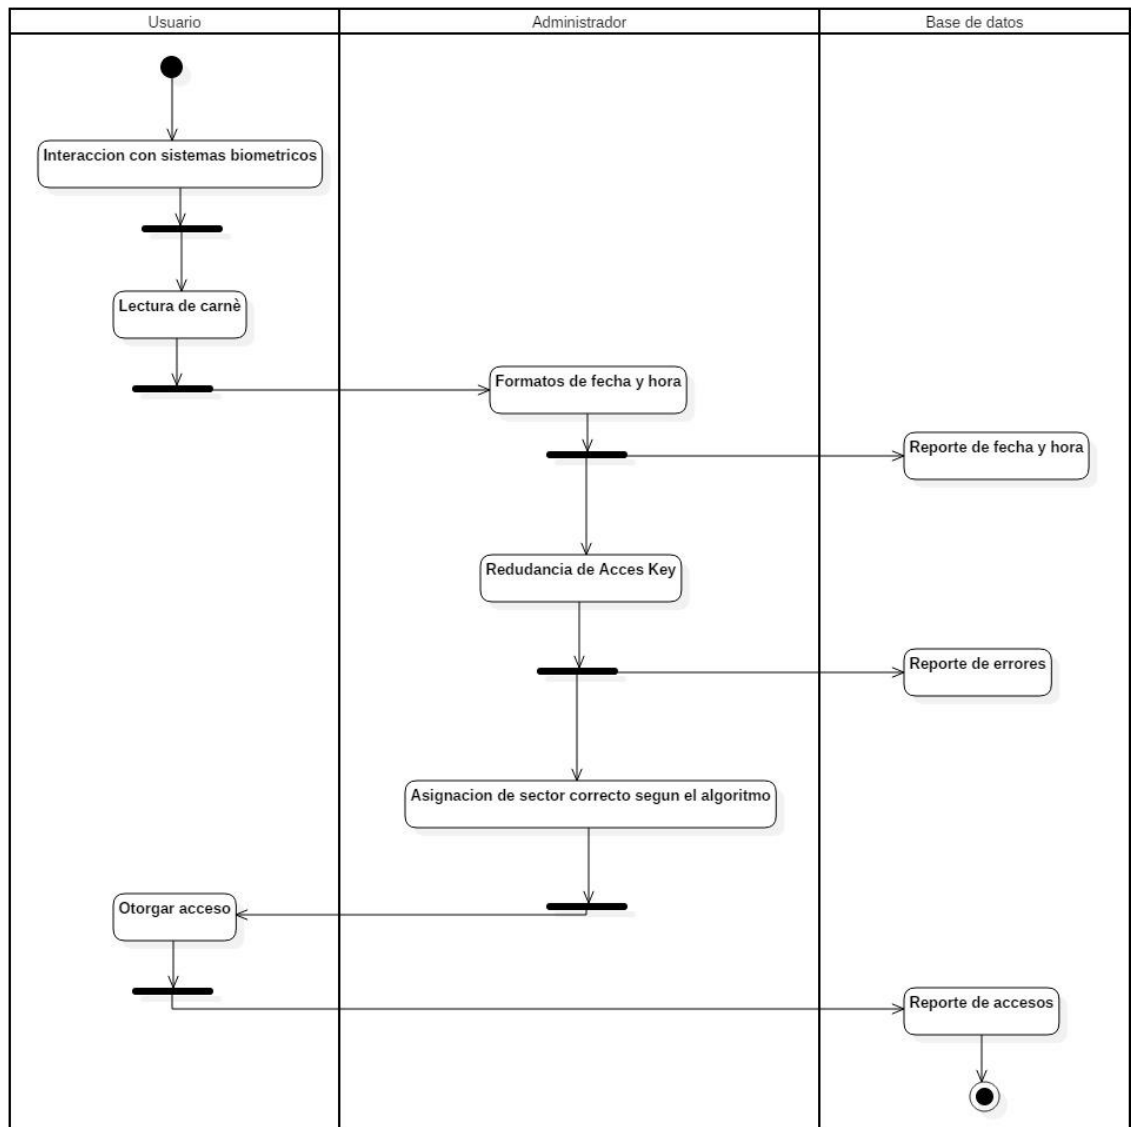 Usuario
Administrador
Base de datos
Interaccion con sistemas biometricos
Lectura de carnè
Formatos de fecha y hora
Reporte de fecha y hora
Redudancia de Acces Key
Reporte de errores
Asignacion de sector correcto segun el algoritmo
Otorgar acceso
Reporte de accesos